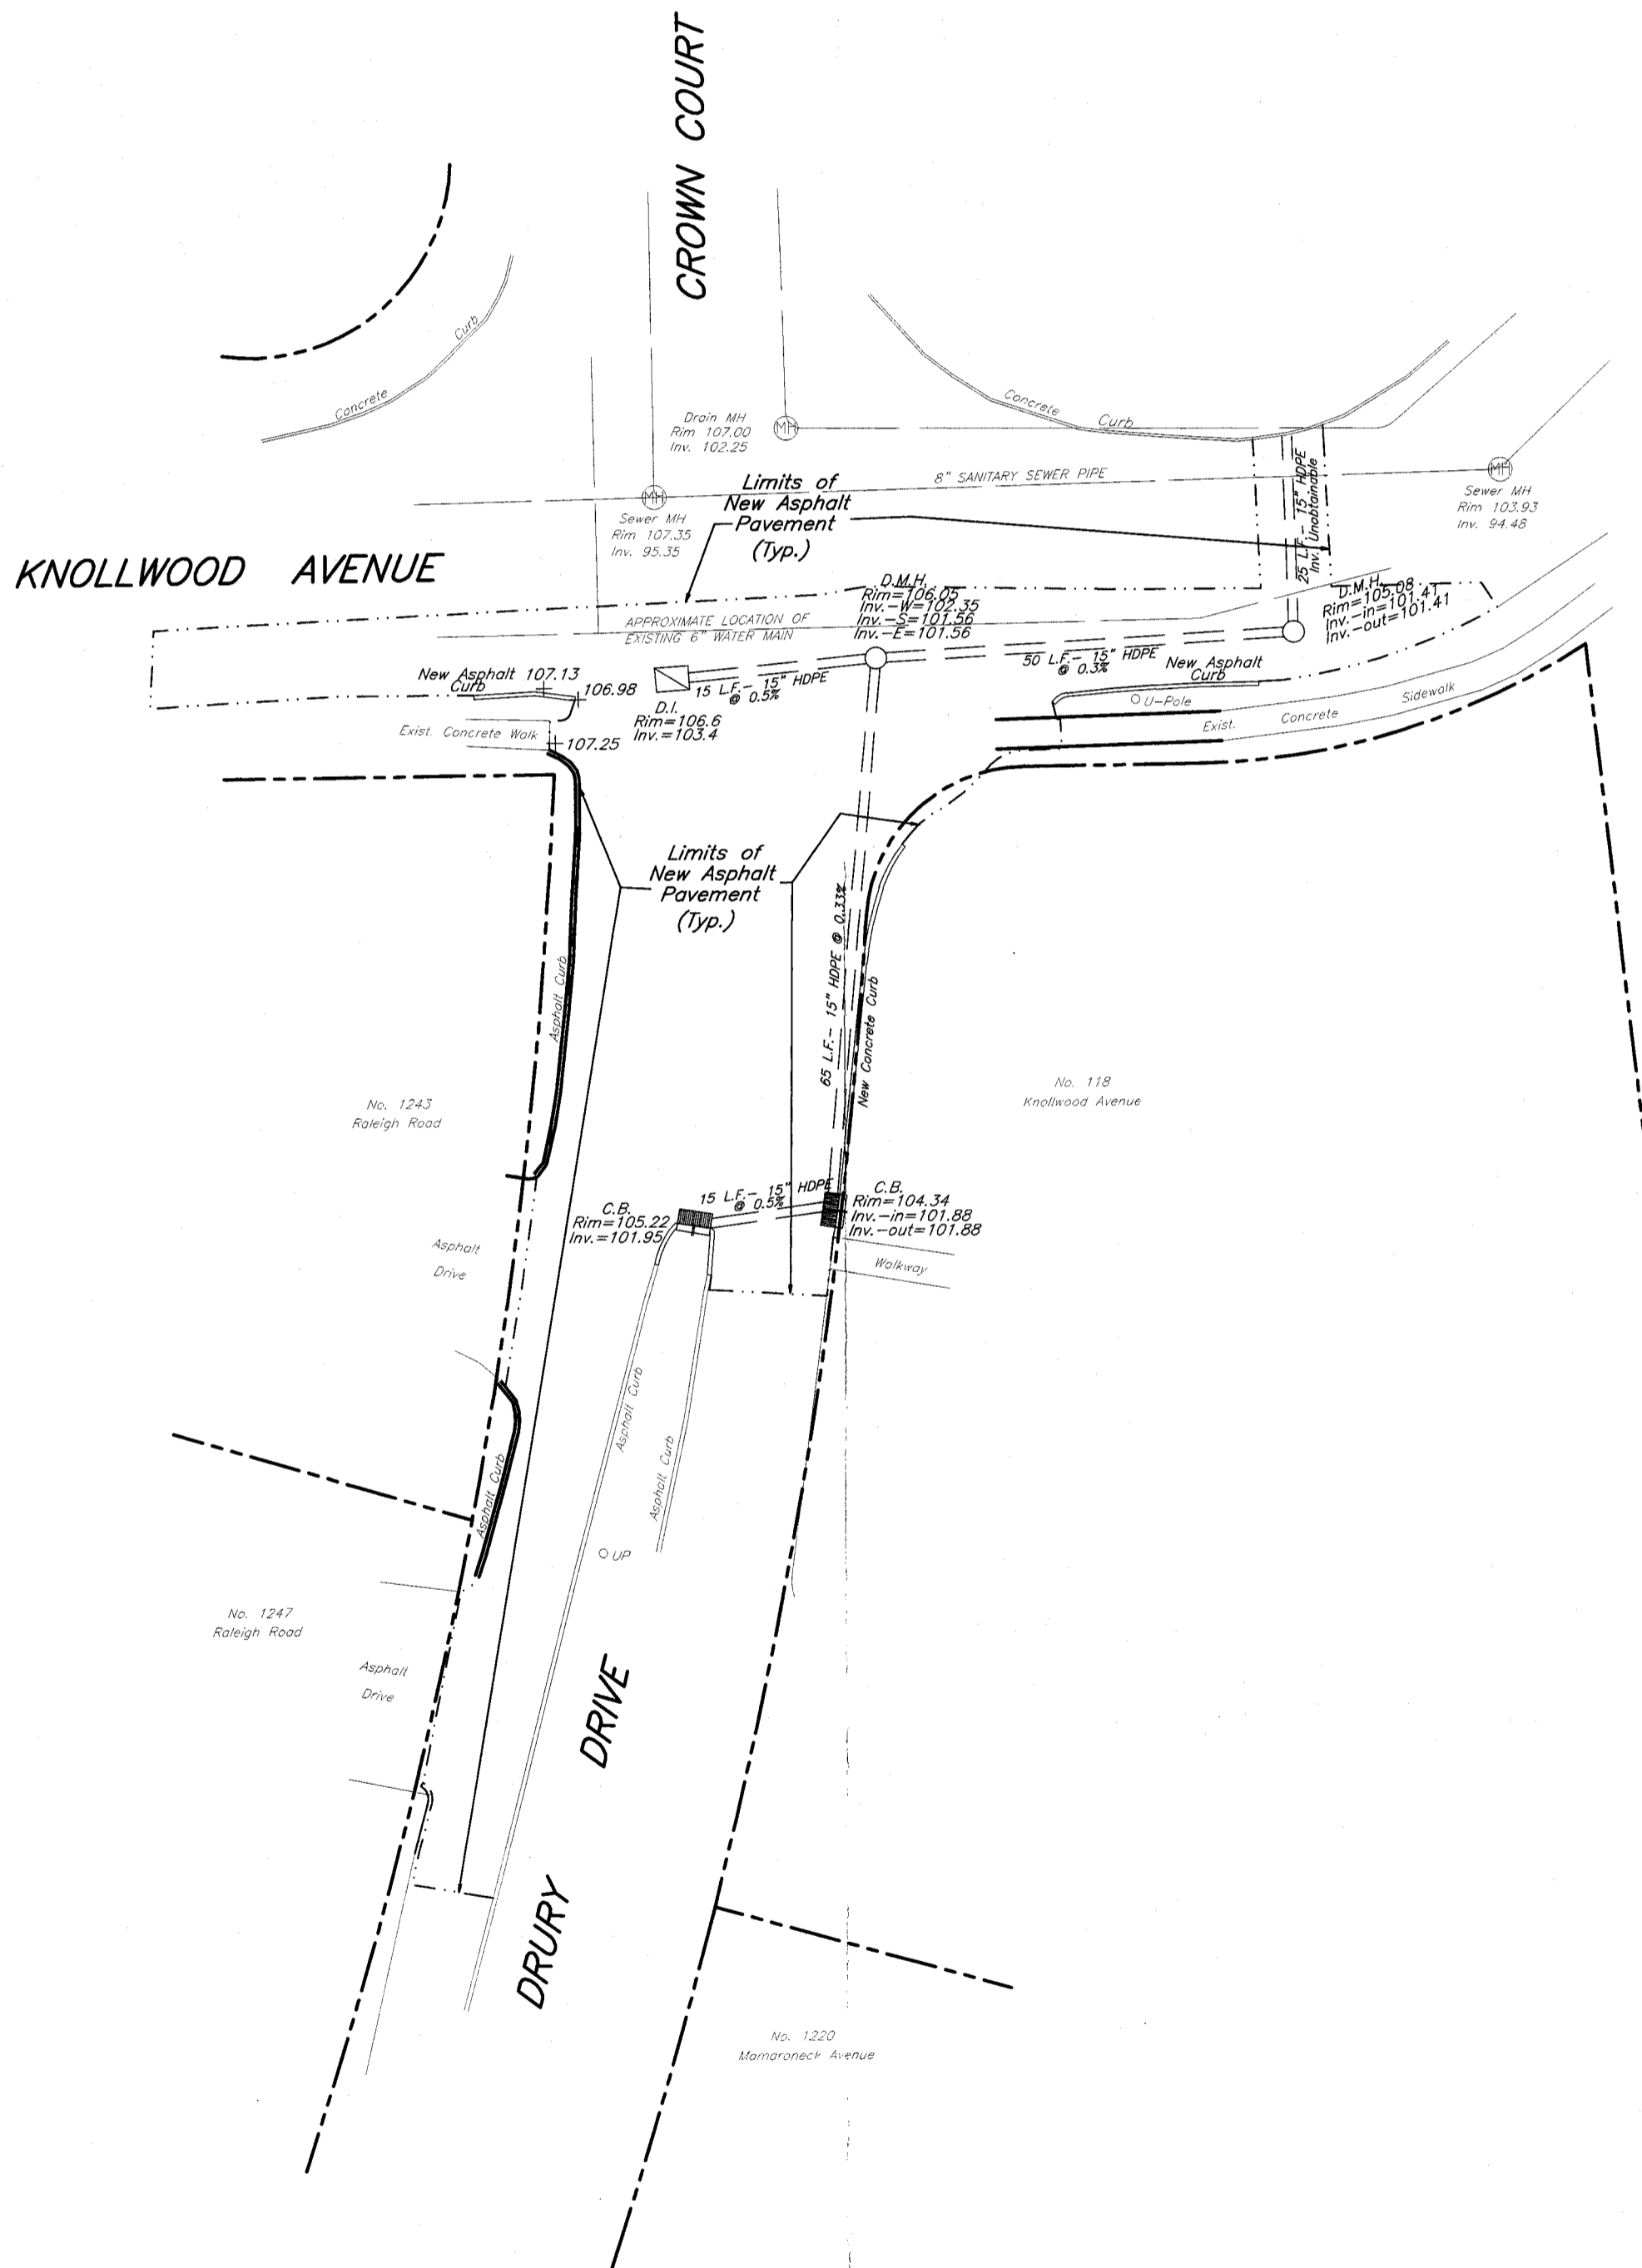 CROWN COURT
Curb
Concrete
Concrete
Curb
Drain MH
Rim 107.00
Inv. 102.25
8" SANITARY SEWER PIPE
Limits of
New Asphalt
Pavement
(Typ.)
Sewer MH
Rim 107.35
Inv. 95.35
MH
MH
MH
Sewer MH
Rim 103.93
Inv. 94.48
25 L.F.- 15" HDPE
Inv. Unobtainable
KNOLLWOOD AVENUE
D.M.H.
Rim=106.05
Inv.-W=102.35
Inv.-S=101.56
Inv.-E=101.56
D.M.H.
Rim=105.08
Inv.-in=101.41
Inv.-out=101.41
APPROXIMATE LOCATION OF
EXISTING 6" WATER MAIN
50 L.F.- 15" HDPE
@ 0.3%
New Asphalt
Curb
New Asphalt 107.13
Curb
106.98
15 L.F.- 15" HDPE
@ 0.5%
D.I.
Rim=106.6
Inv.=103.4
U-Pole
Exist. Concrete Sidewalk
Exist. Concrete Walk
107.25
Limits of
New Asphalt
Pavement
(Typ.)
65 L.F.- 15" HDPE @ 0.33%
New Concrete Curb
Asphalt Curb
No. 118
Knollwood Avenue
No. 1243
Raleigh Road
15 L.F.- 15" HDPE
@ 0.5%
C.B.
Rim=105.22
Inv.=101.95
C.B.
Rim=104.34
Inv.-in=101.88
Inv.-out=101.88
Walkway
Asphalt
Drive
Asphalt Curb
Asphalt Curb
Asphalt Curb
UP
No. 1247
Raleigh Road
Asphalt
Drive
DRURY DRIVE
No. 1220
Mamaroneck Avenue